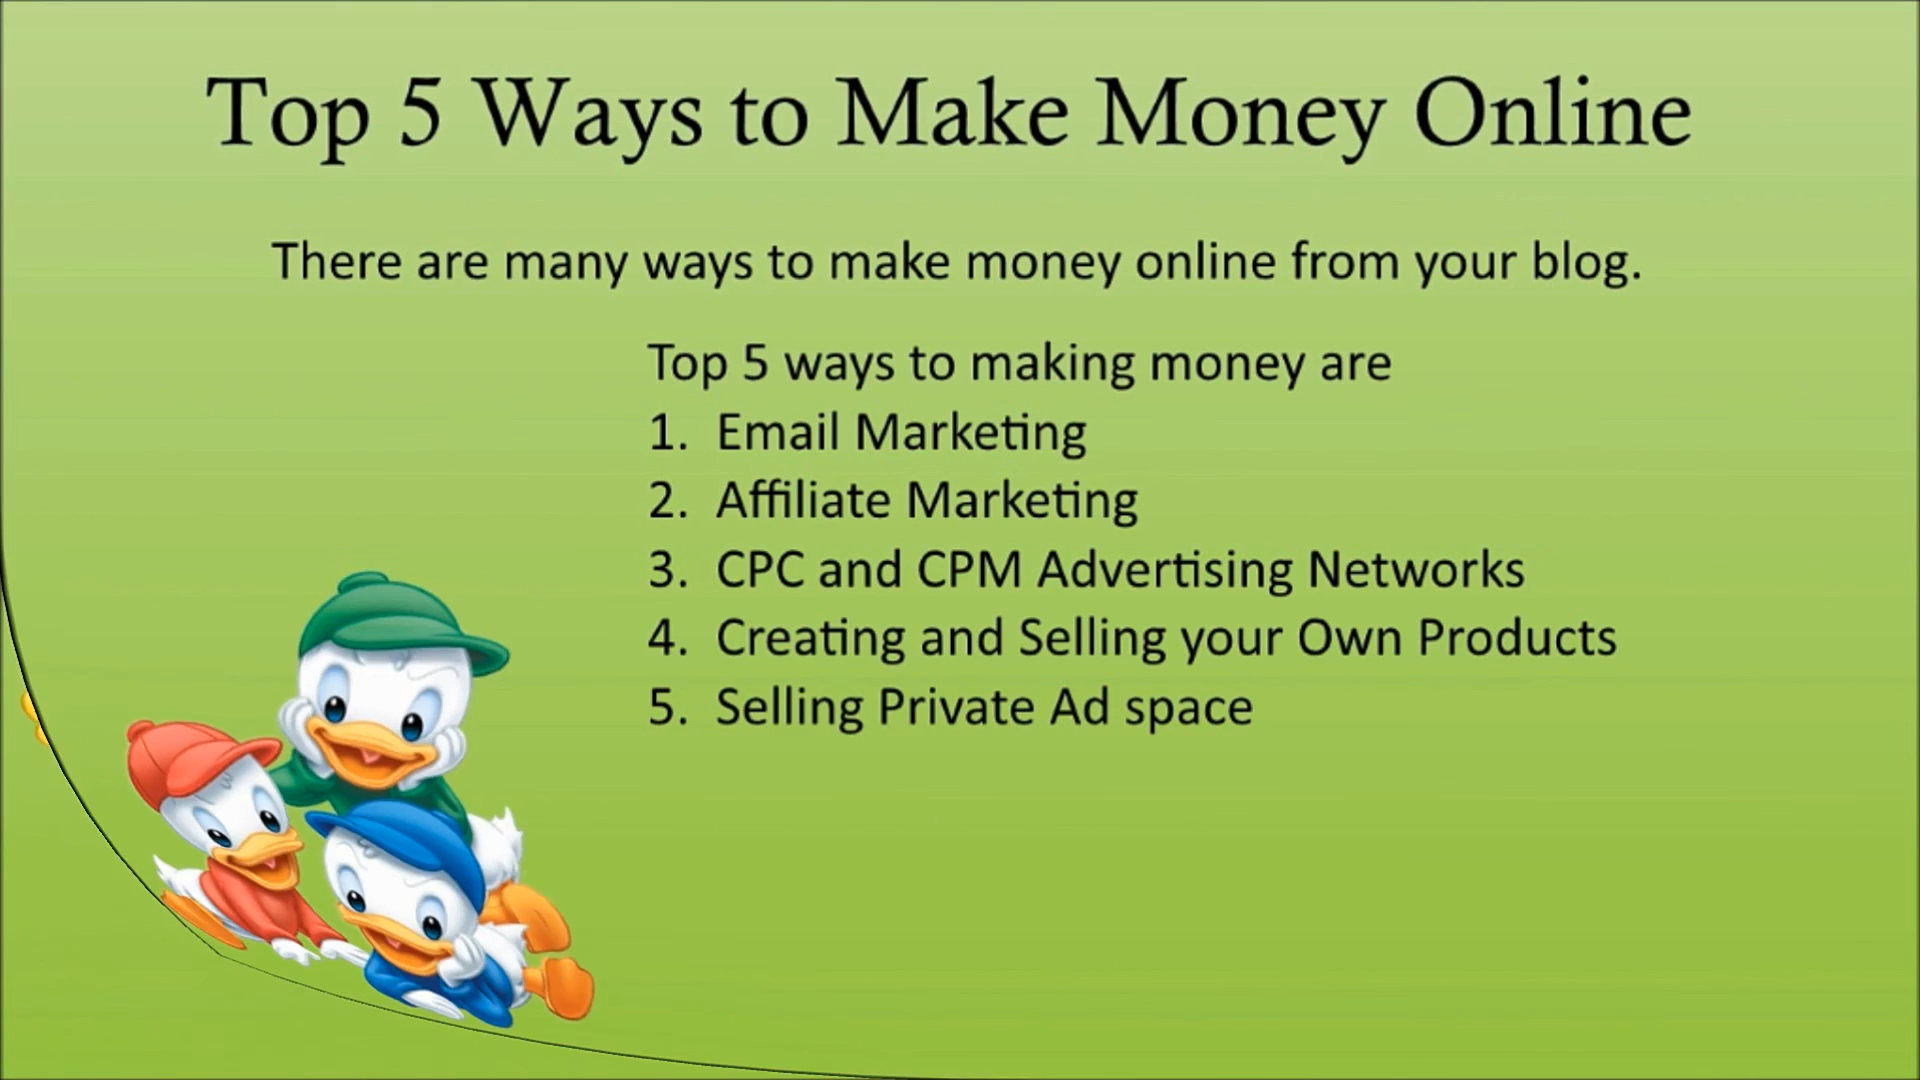 Top 5 Ways to Make Money Online
There are many ways to make money online from your blog.
Top 5 ways to making money are
1. Email Marketing
2. Affiliate Marketing
3. CPC and CPM Advertising Networks
4. Creating and Selling your Own Products
5. Selling Private Ad space